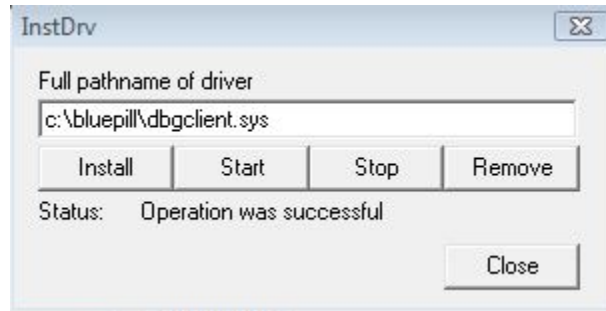 InstDrv
Full pathname of driver
c:\bluepill\dbgclient.sys
Install Start Stop Remove
Status: Operation was successful
Close